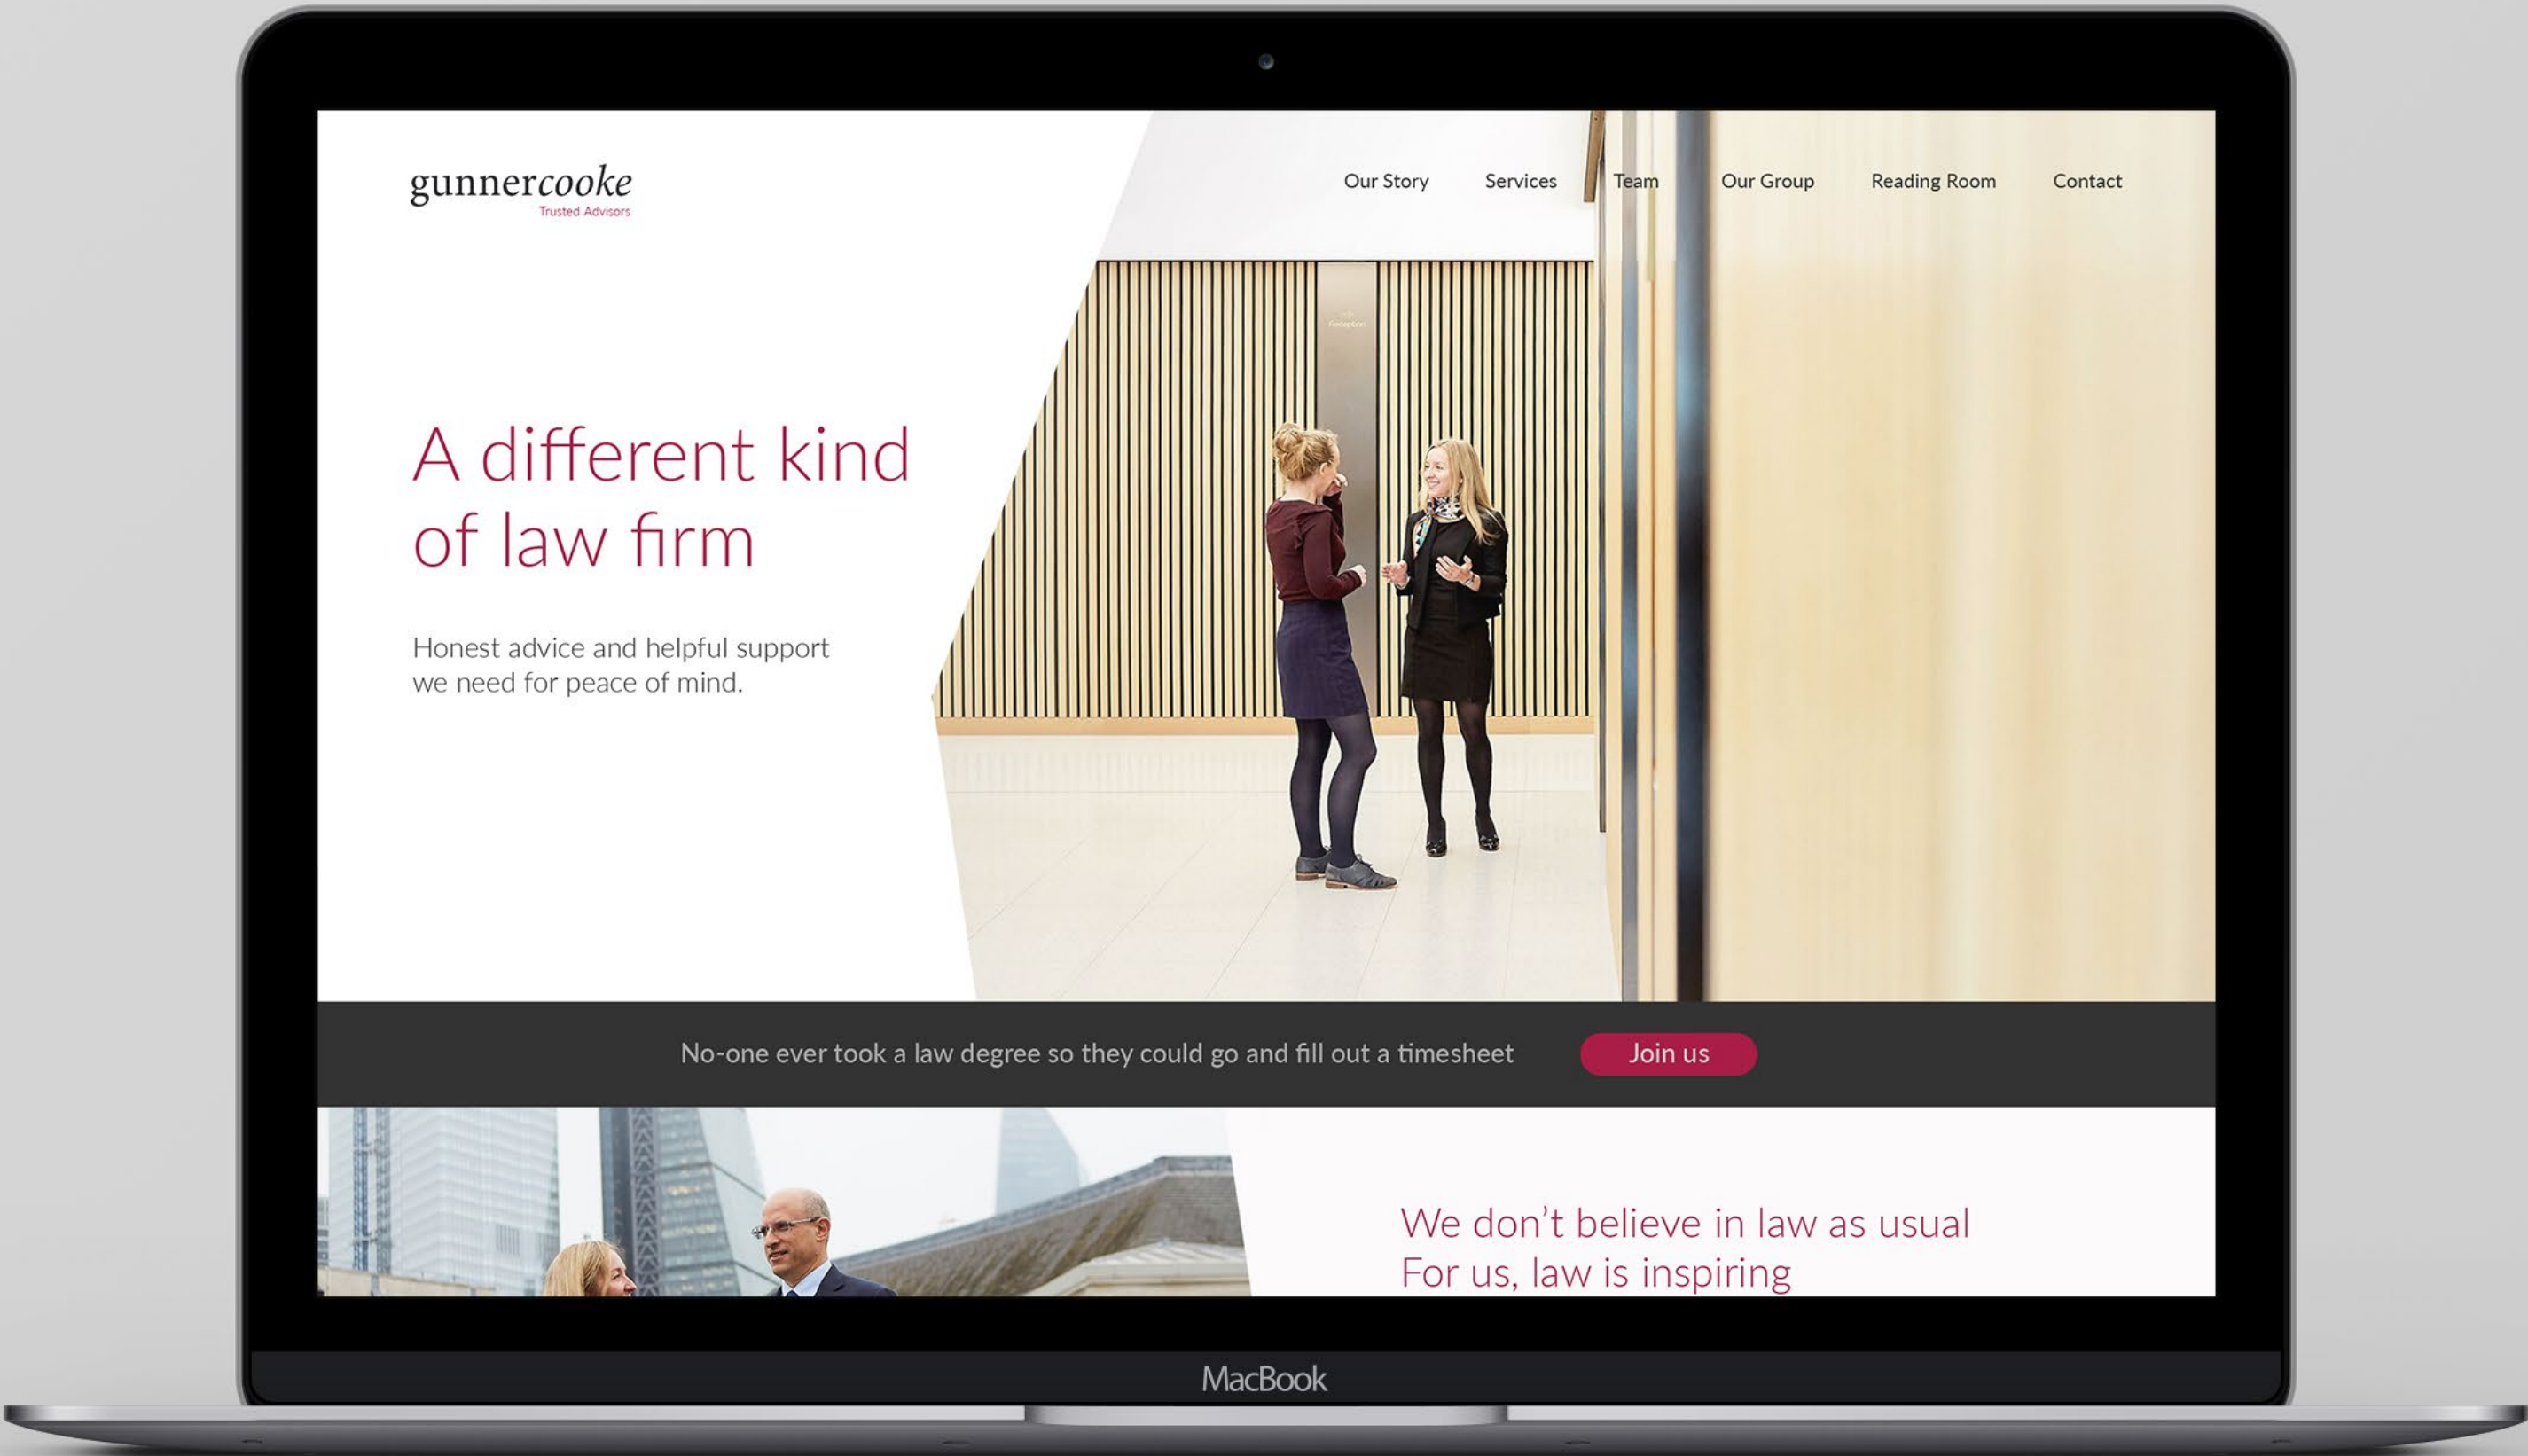 gunnercooke
Trusted Advisors
Our Story
Services
Team
Our Group
Reading Room
Contact
Reception
A different kind
of law firm
Honest advice and helpful support
we need for peace of mind.
No-one ever took a law degree so they could go and fill out a timesheet
Join us
We don't believe in law as usual
For us, law is inspiring
MacBook